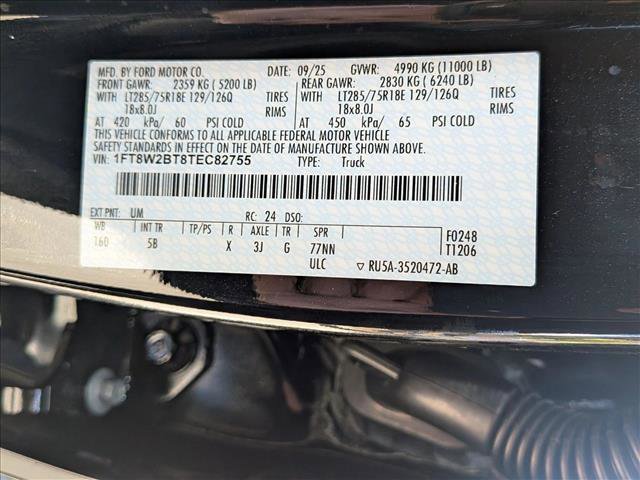 MFD. BY FORD MOTOR CO. DATE: 09/25 GVWR: 4990 KG (11000 LB)
FRONT GAWR: 2359 KG ( 5200 LB) REAR GAWR: 2830 KG ( 6240 LB)
WITH LT285/75R18E 129/126Q TIRES WITH LT285/75R18E 129/126Q TIRES
18x8.0J RIMS 18x8.0J RIMS
AT 420 kPa/ 60 PSI COLD AT 450 kPa/ 65 PSI COLD
THIS VEHICLE CONFORMS TO ALL APPLICABLE FEDERAL MOTOR VEHICLE
SAFETY STANDARDS IN EFFECT ON THE DATE OF MANUFACTURE SHOWN ABOVE.
VIN: 1FT8W2BT8TEC82755 TYPE: Truck
EXT PNT: UM RC: 24 DSO:
WB INT TR TP/PS R AXLE TR SPR F0248
160 5B X 3J G 77NN T1206
ULC ▽ RU5A-3520472-AB